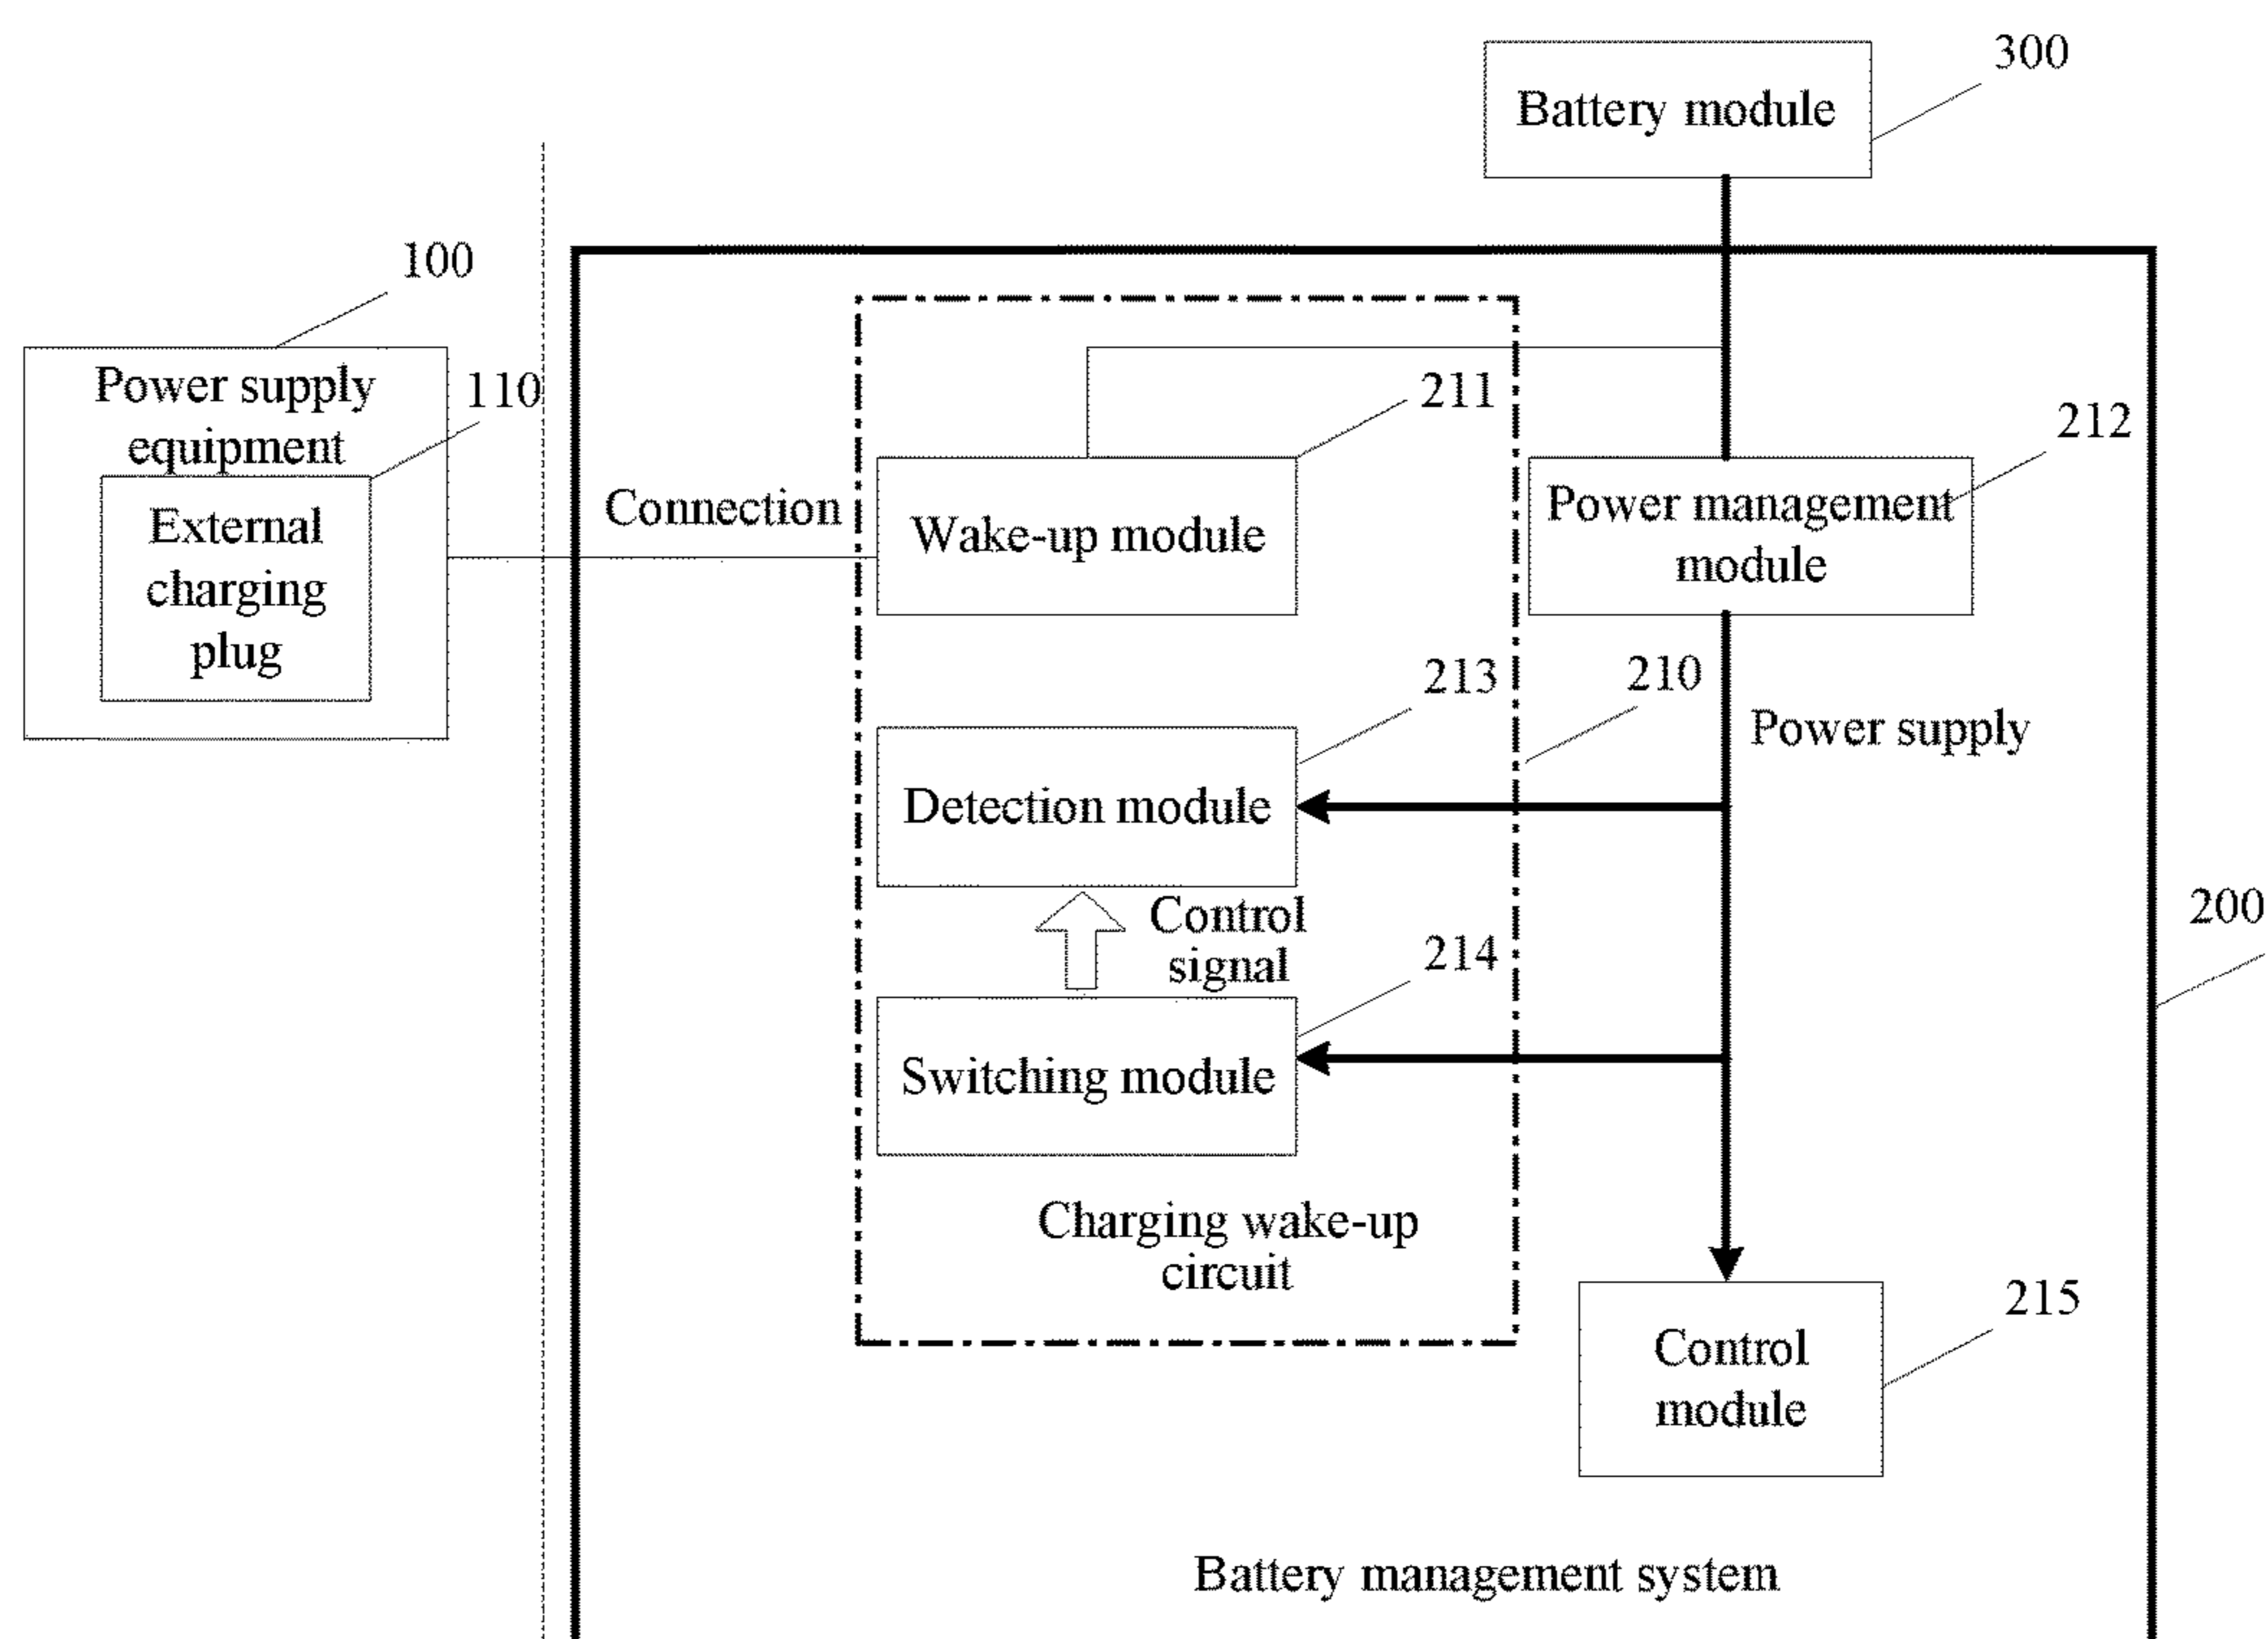 300
Battery module
100
Power supply
equipment
110
External
charging
plug
Connection
211
Wake-up module
212
Power management
module
213
210
Power supply
Detection module
Control
signal
214
200
Switching module
Charging wake-up
circuit
215
Control
module
Battery management system